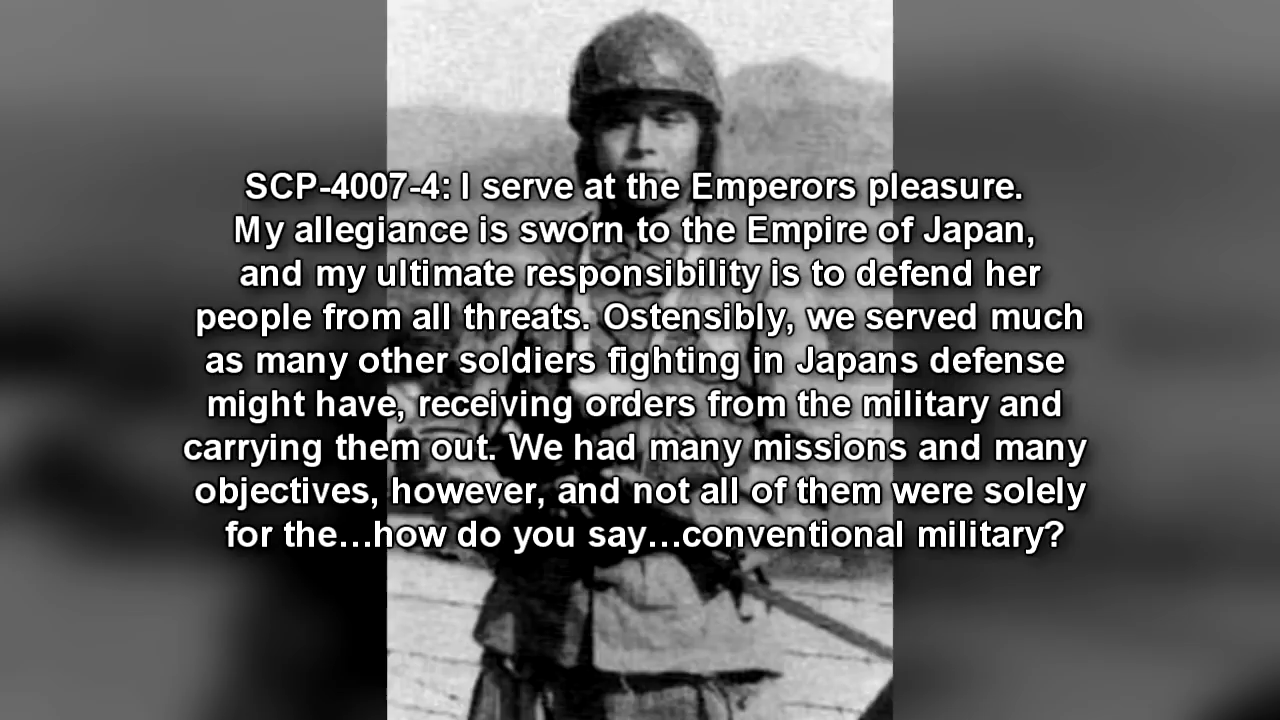 SCP-4007-4: I serve at the Emperors pleasure.
My allegiance is sworn to the Empire of Japan,
and my ultimate responsibility is to defend her
people from all threats. Ostensibly, we served much
as many other soldiers fighting in Japans defense
might have, receiving orders from the military and
carrying them out. We had many missions and many
objectives, however, and not all of them were solely
for the…how do you say…conventional military?